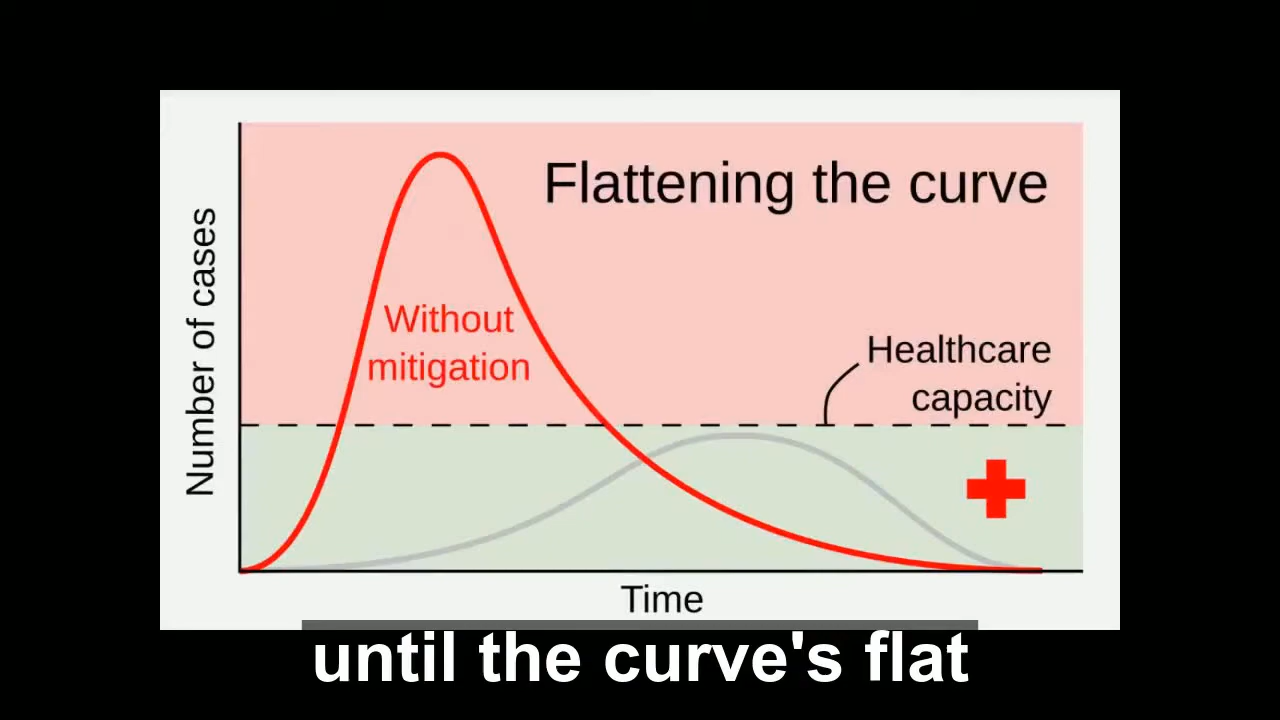 Flattening the curve
Number of cases
Without
mitigation
Healthcare
capacity
Time
until the curve's flat